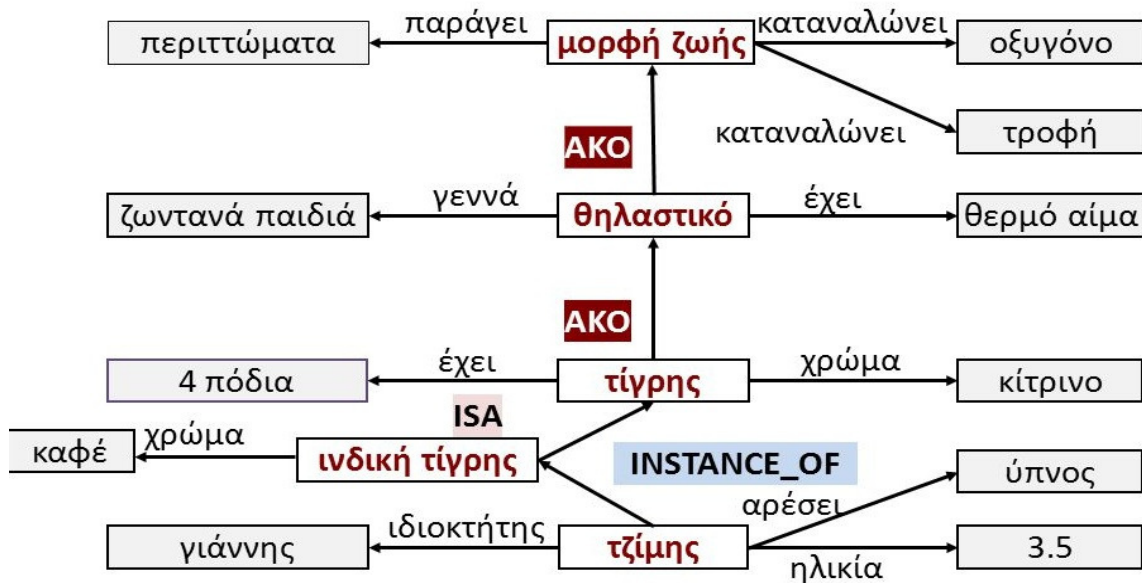 περιττώματα παράγει μορφή ζωής καταναλώνει οξυγόνο
καταναλώνει τροφή
AKO
ζωντανά παιδιά γεννά θηλαστικό έχει θερμό αίμα
AKO
4 πόδια έχει τίγρης χρώμα κίτρινο
ISA
καφέ χρώμα ινδική τίγρης INSTANCE_OF ύπνος
αρέσει
γιάννης ιδιοκτήτης τζίμης ηλικία 3.5